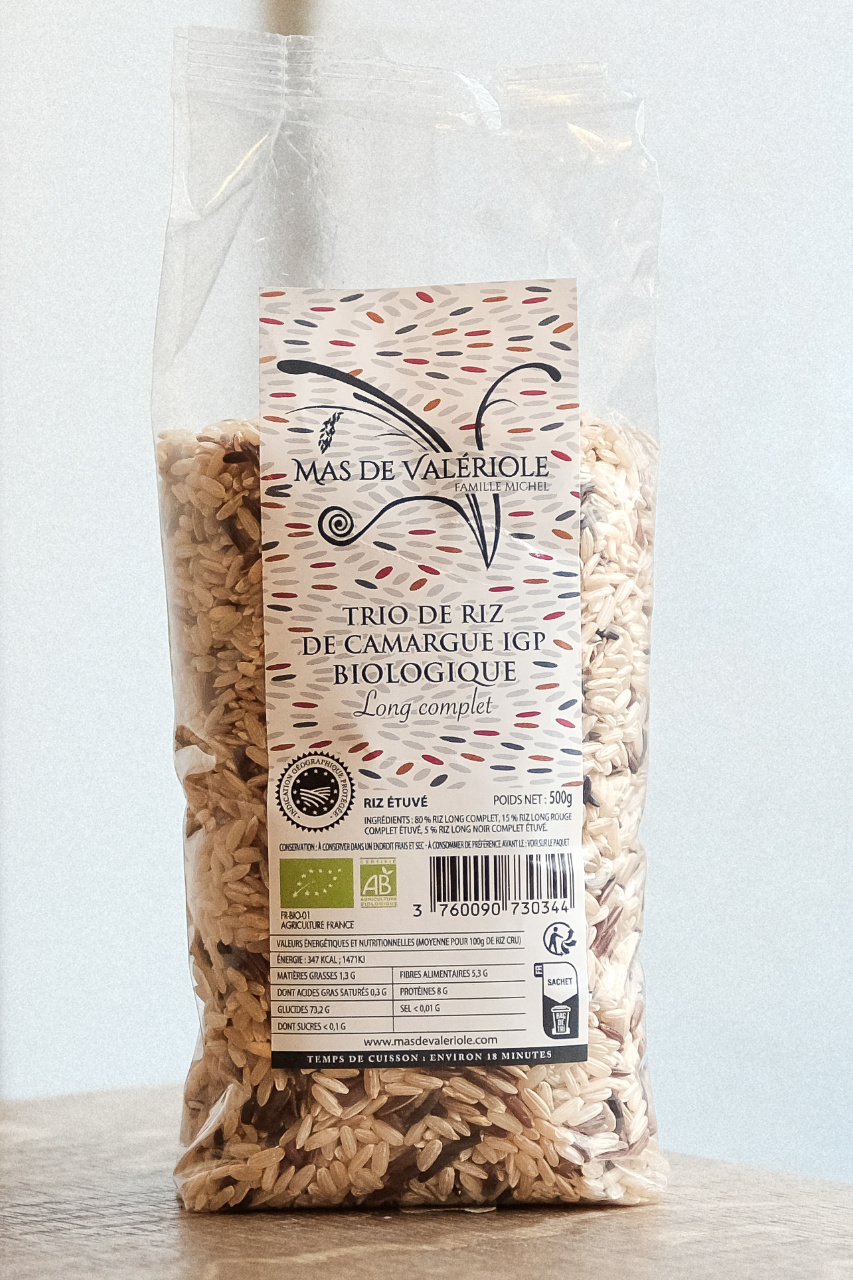 MAS DE VALÉRIOLE
FAMILLE MICHEL
TRIO DE RIZ
DE CAMARGUE IGP
BIOLOGIQUE
Long complet
INDICATION GÉOGRAPHIQUE PROTÉGÉE
RIZ ÉTUVÉ
POIDS NET : 500g
INGRÉDIENTS : 80 % RIZ LONG COMPLET, 15 % RIZ LONG ROUGE
COMPLET ÉTUVÉ, 5 % RIZ LONG NOIR COMPLET ÉTUVÉ.
CONSERVATION : À CONSERVER DANS UN ENDROIT FRAIS ET SEC - À CONSOMMER DE PRÉFÉRENCE AVANT LE : VOIR SUR LE PAQUET
CERTIFIÉ
AB
AGRICULTURE
BIOLOGIQUE
FR-BIO-01
AGRICULTURE FRANCE
3 760090 730344
VALEURS ÉNERGÉTIQUES ET NUTRITIONNELLES (MOYENNE POUR 100g DE RIZ CRU)
ÉNERGIE : 347 KCAL ; 1471KJ
MATIÈRES GRASSES 1,3 G
FIBRES ALIMENTAIRES 5,3 G
DONT ACIDES GRAS SATURÉS 0,3 G
PROTÉINES 8 G
GLUCIDES 73,2 G
SEL < 0,01 G
DONT SUCRES < 0,1 G
FR
SACHET
BAC
DE
TRI
www.masdevaleriole.com
TEMPS DE CUISSON : ENVIRON 18 MINUTES